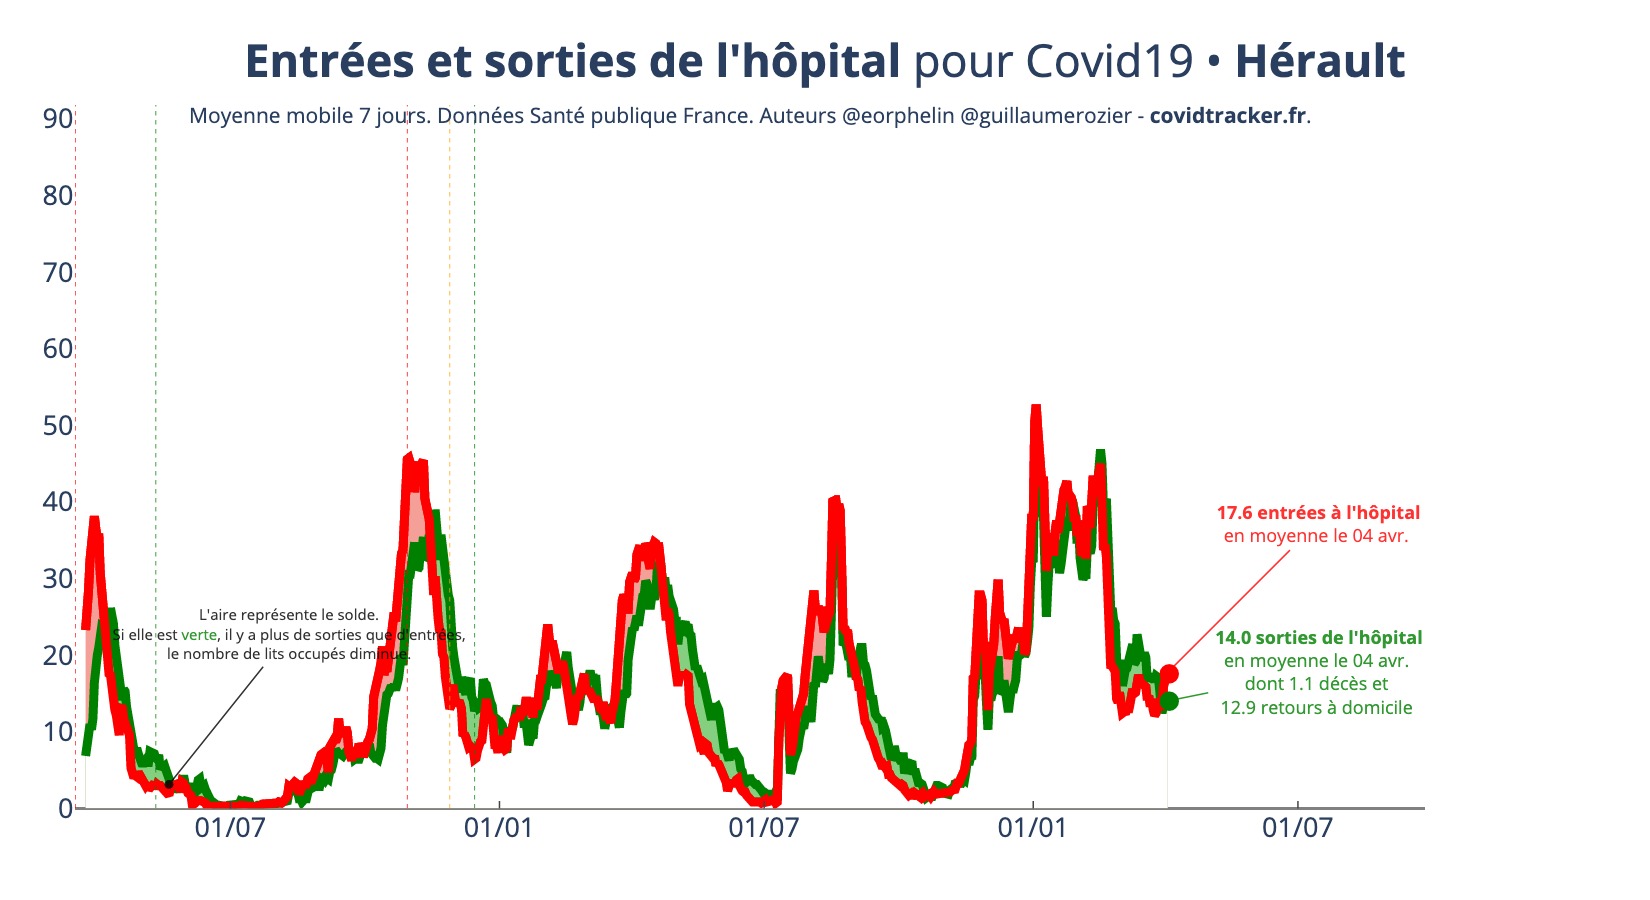 Entrées et sorties de l'hôpital pour Covid19 • Hérault
Moyenne mobile 7 jours. Données Santé publique France. Auteurs @eorphelin @guillaumerozier - covidtracker.fr.
90
80
70
60
50
40
30
20
10
0
L'aire représente le solde.
Si elle est verte, il y a plus de sorties que d'entrées,
le nombre de lits occupés diminue.
17.6 entrées à l'hôpital
en moyenne le 04 avr.
14.0 sorties de l'hôpital
en moyenne le 04 avr.
dont 1.1 décès et
12.9 retours à domicile
01/07
01/01
01/07
01/01
01/07